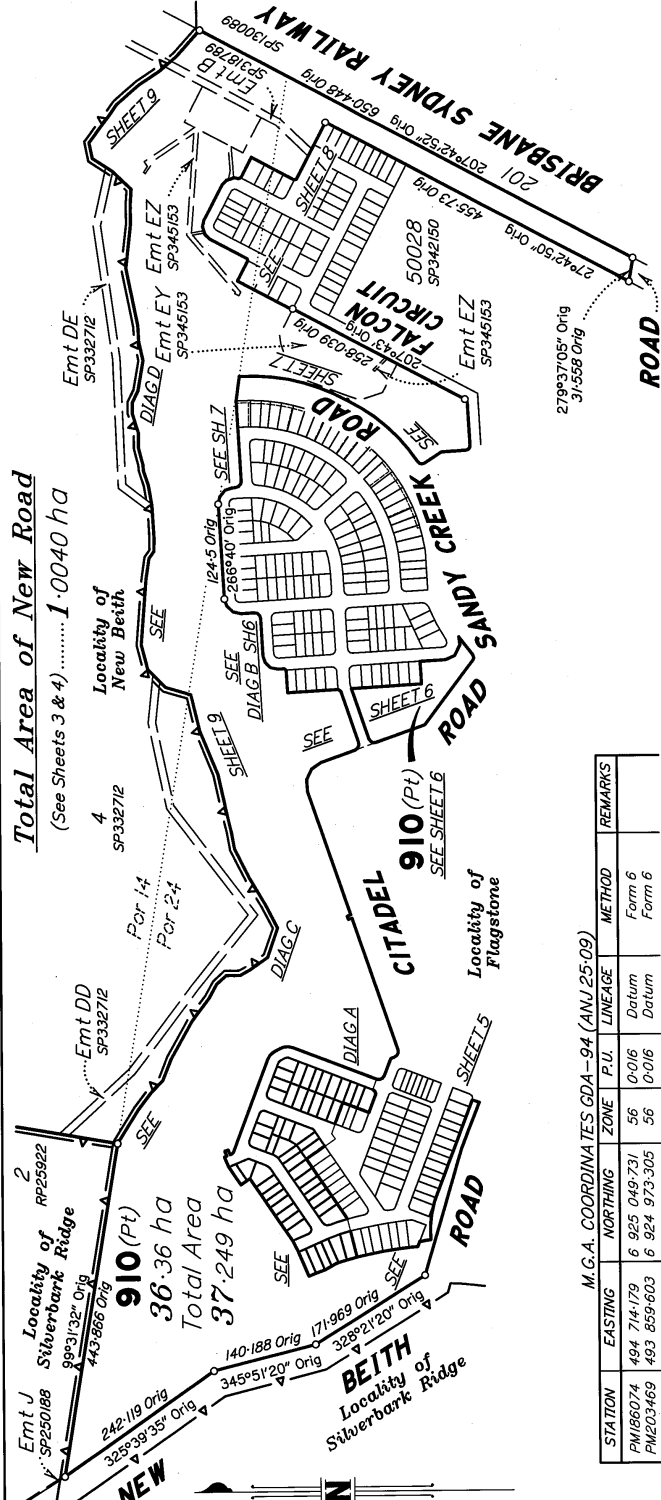 Total Area of New Road
(See Sheets 3 & 4) ........ 1·0040 ha
Emt J
SP250188
Locality of
Silverbark Ridge
2
RP25922
99°31'32" Orig
443·866 Orig
910 (Pt)
36·36 ha
Total Area
37·249 ha
242·119 Orig
325°39'35" Orig
140·188 Orig
345°51'20" Orig
171·969 Orig
328°21'20" Orig
NEW
BEITH
ROAD
Locality of
Silverbark Ridge
N
Emt DD
SP332712
Por 14
Por 24
4
SP332712
Locality of
New Beith
SEE
DIAG C
SEE
SHEET 9
SEE
DIAG D
Emt DE
SP332712
SHEET 9
SEE
SEE
SHEET 5
DIAG A
CITADEL
ROAD
Locality of
Flagstone
910 (Pt)
SEE SHEET 6
SEE
SHEET 6
SEE
DIAG B SH6
124·5 Orig
266°40' Orig
SEE SH.7
SANDY CREEK
ROAD
SEE
SHEET 7
Emt EY
SP345153
Emt EZ
SP345153
Emt B
SP318789
SP130089
SEE
SHEET 8
207°43' Orig
258·039 Orig
FALCON
CIRCUIT
Emt EZ
SP345153
50028
SP342150
455·73 Orig
27°42'50" Orig
207°42'52" Orig
650·448 Orig
201
BRISBANE SYDNEY RAILWAY
279°37'05" Orig
31·558 Orig
ROAD
M.G.A. COORDINATES GDA-94 (ANJ 25·09)
STATION EASTING NORTHING ZONE P.U. LINEAGE METHOD REMARKS
PM186074 494 714·179 6 925 049·731 56 0·016 Datum Form 6
PM203469 493 859·603 6 924 973·305 56 0·016 Datum Form 6